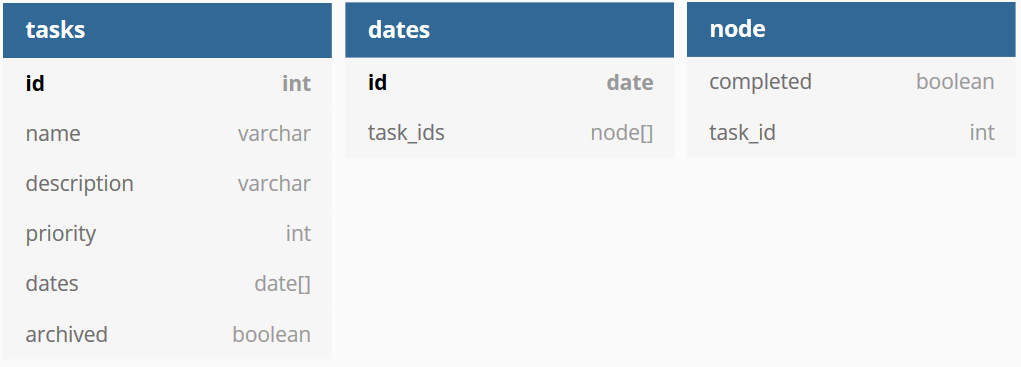 tasks
id int
name varchar
description varchar
priority int
dates date[]
archived boolean
dates
id date
task_ids node[]
node
completed boolean
task_id int